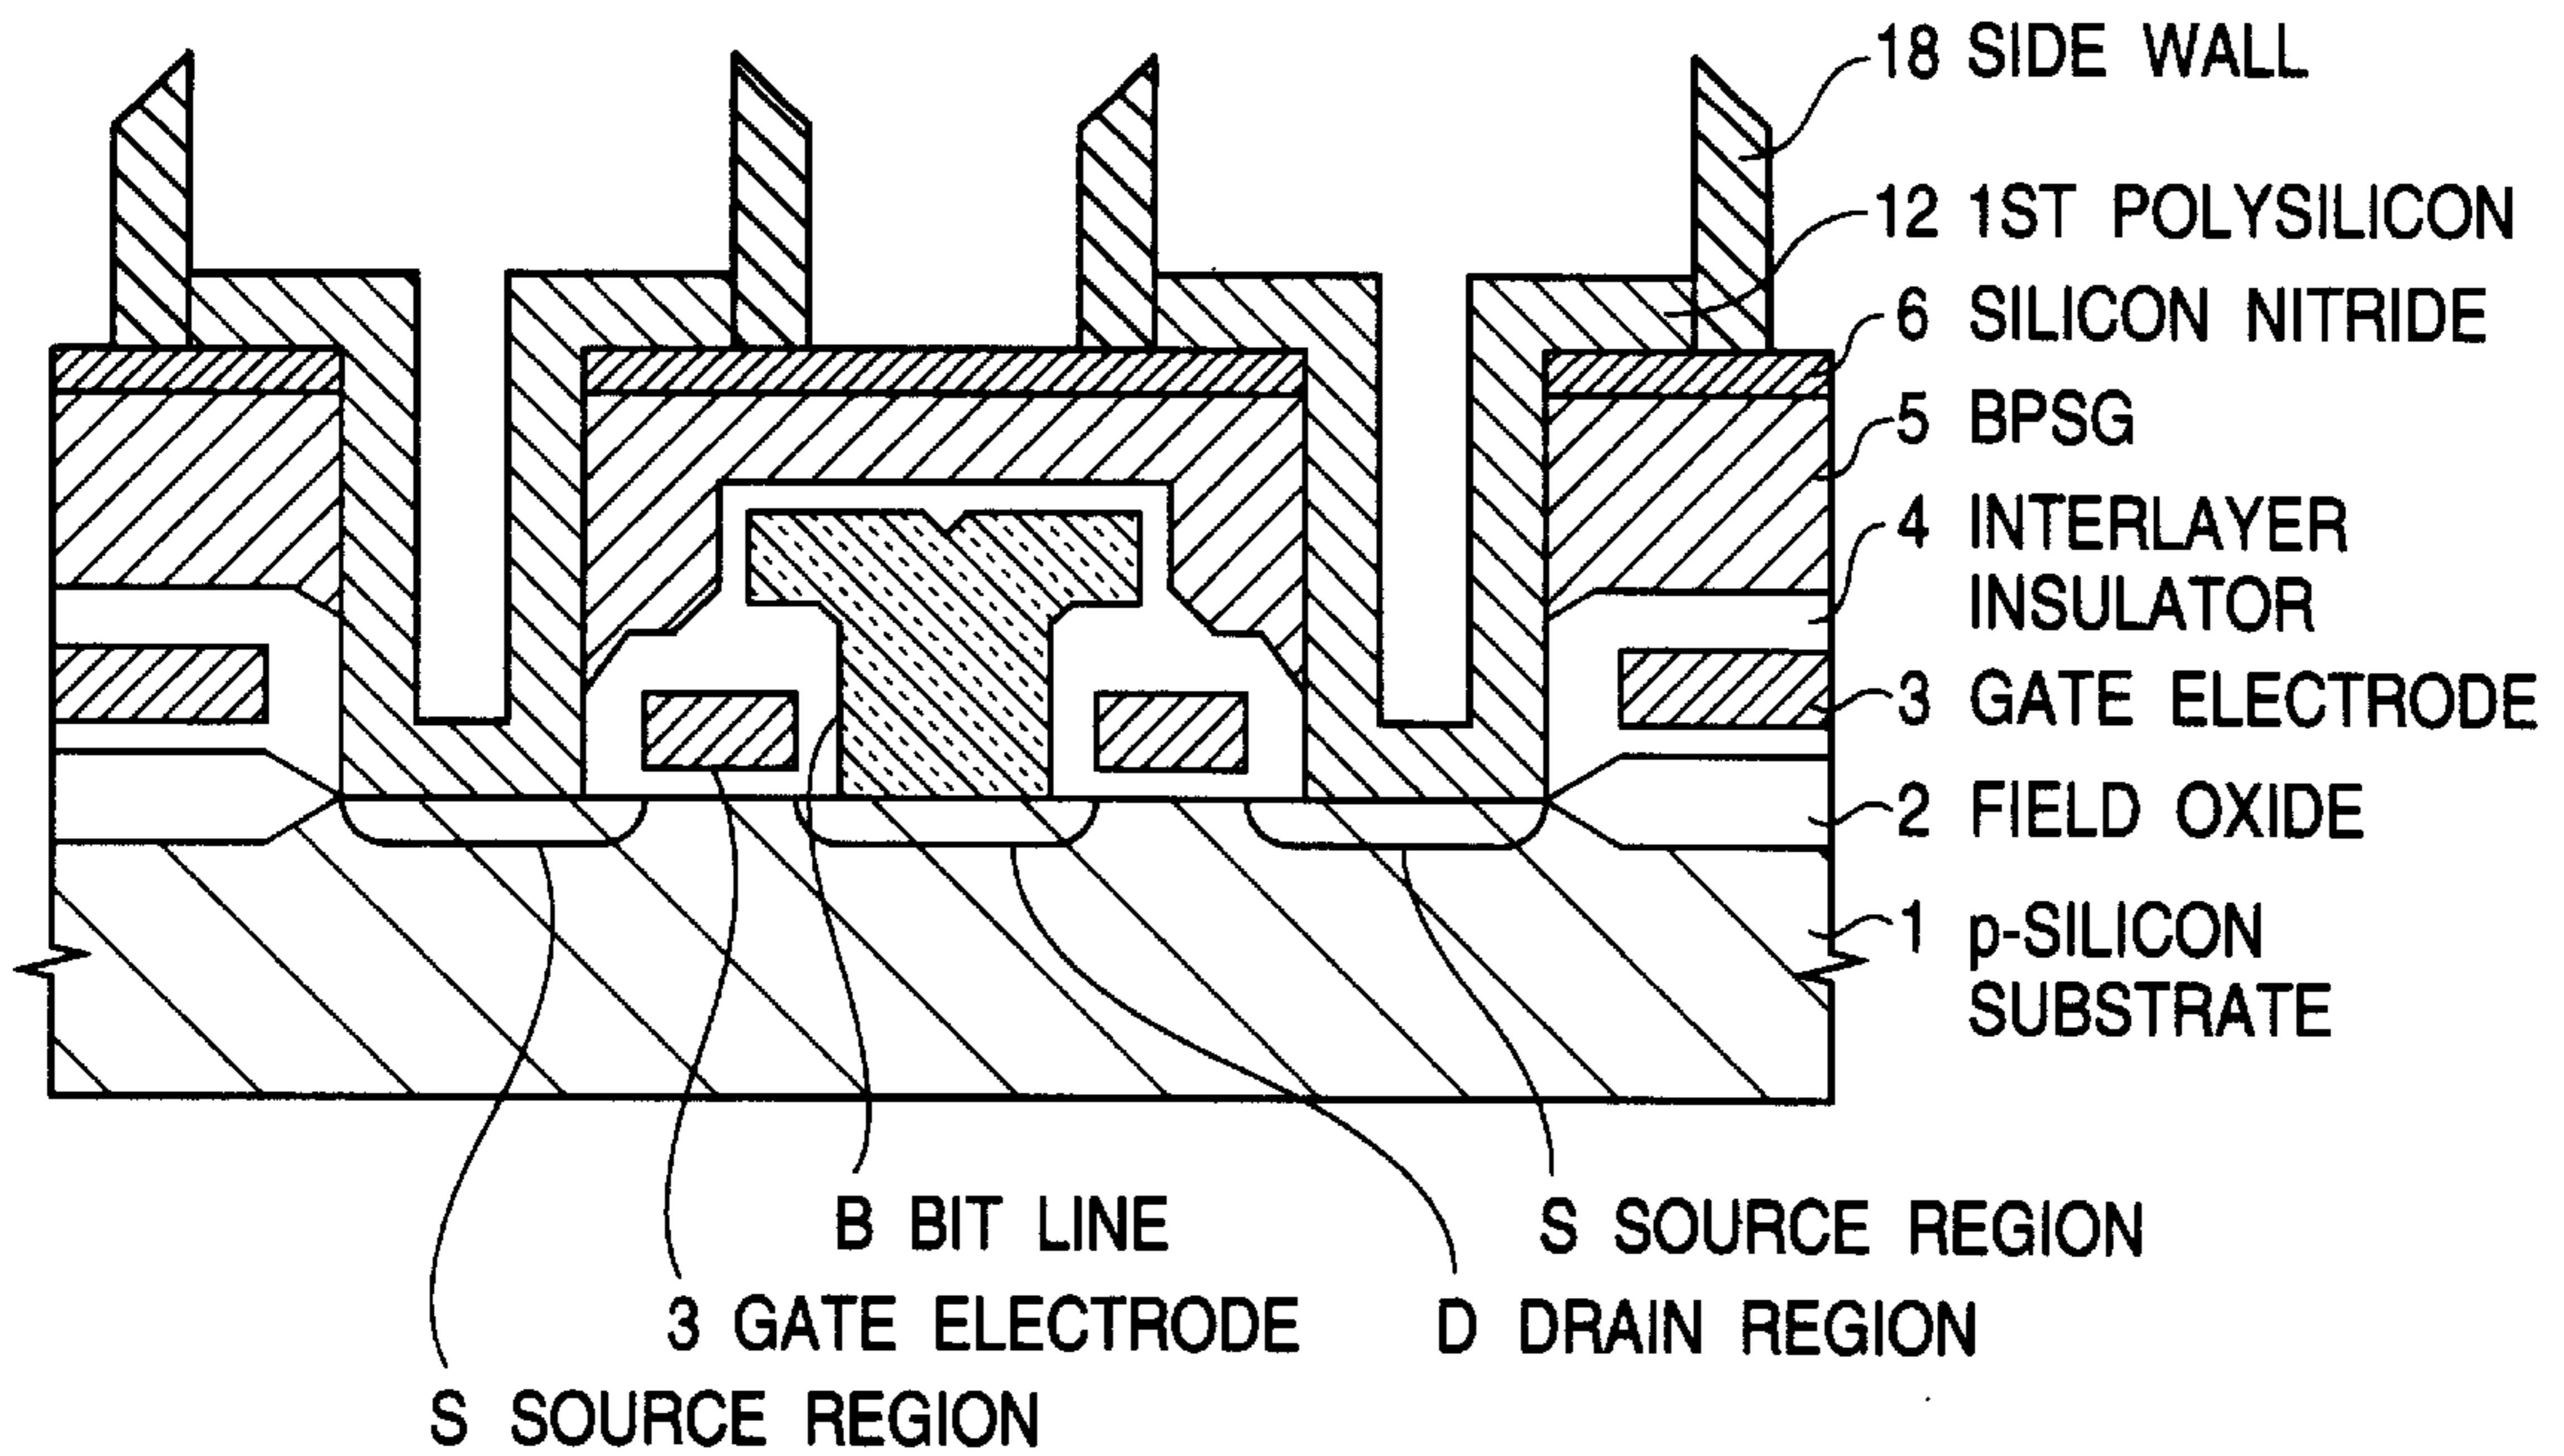 18 SIDE WALL
12 1ST POLYSILICON
6 SILICON NITRIDE
5 BPSG
4 INTERLAYER
INSULATOR
3 GATE ELECTRODE
2 FIELD OXIDE
1 p-SILICON
SUBSTRATE
B BIT LINE
S SOURCE REGION
3 GATE ELECTRODE
D DRAIN REGION
S SOURCE REGION